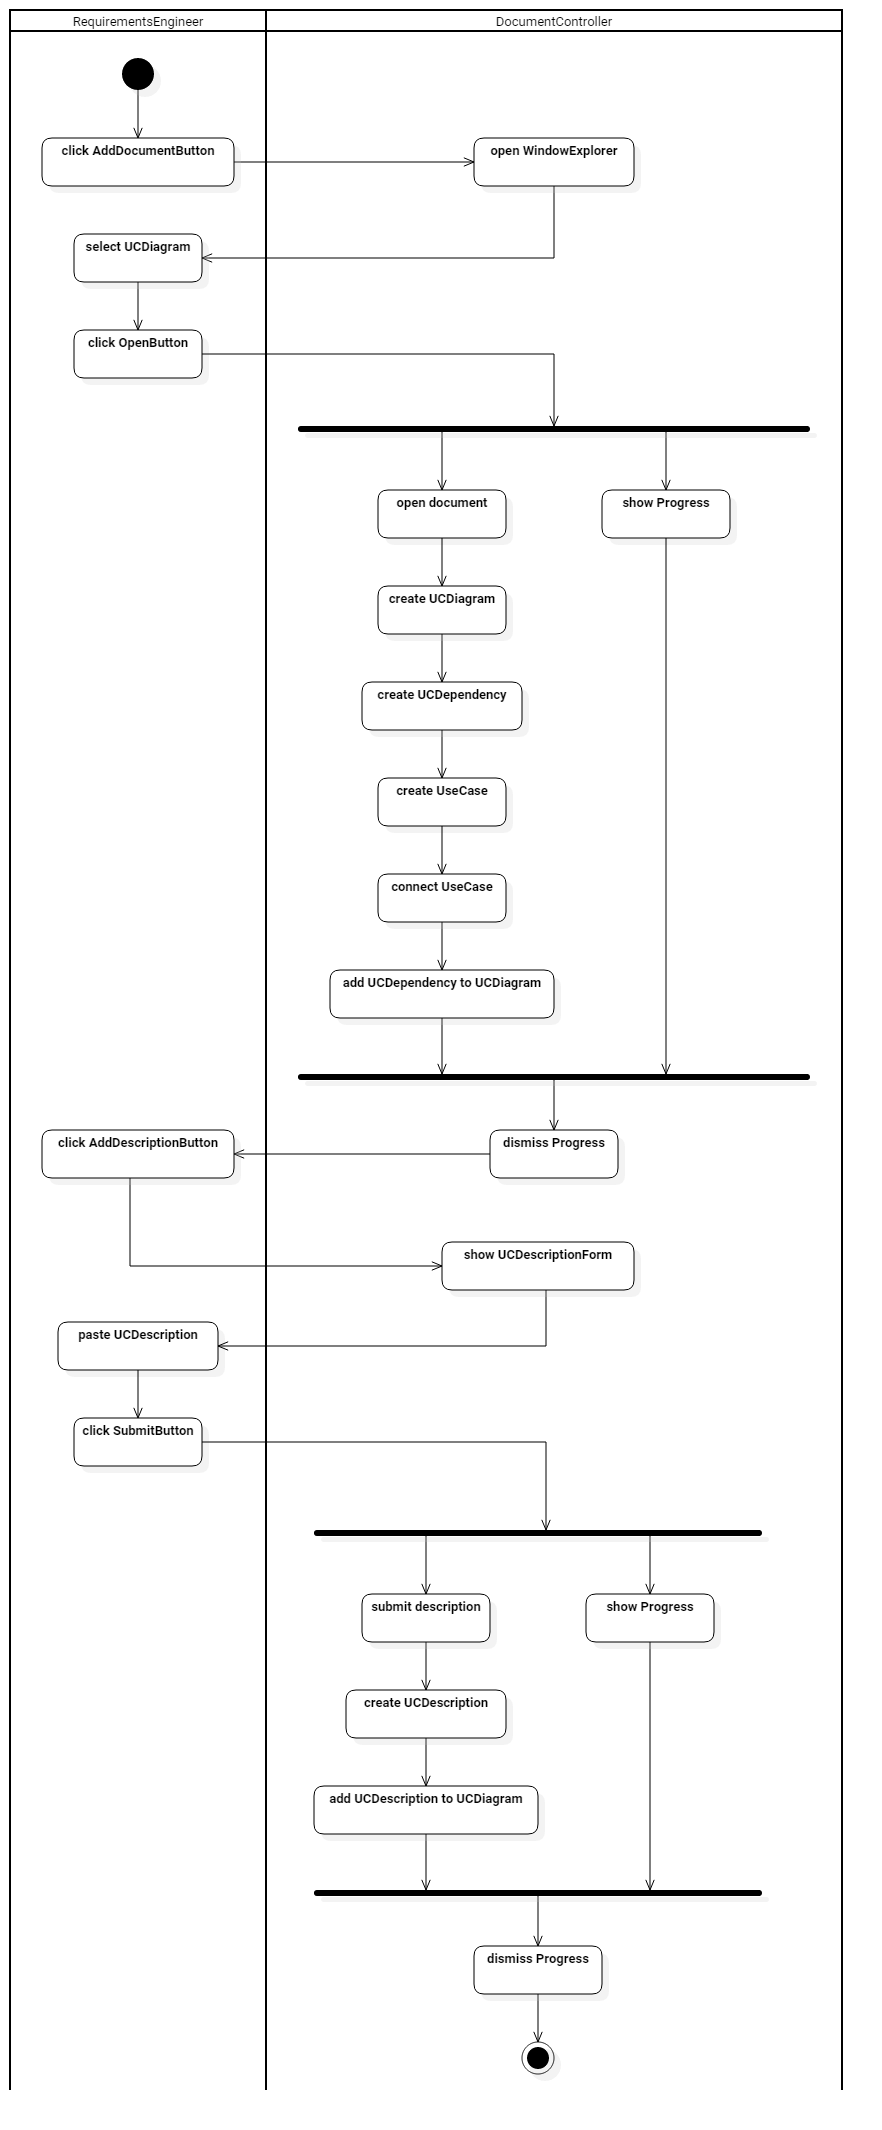 RequirementsEngineer
DocumentController
click AddDocumentButton
open WindowExplorer
select UCDiagram
click OpenButton
open document
show Progress
create UCDiagram
create UCDependency
create UseCase
connect UseCase
add UCDependency to UCDiagram
click AddDescriptionButton
dismiss Progress
show UCDescriptionForm
paste UCDescription
click SubmitButton
submit description
show Progress
create UCDescription
add UCDescription to UCDiagram
dismiss Progress